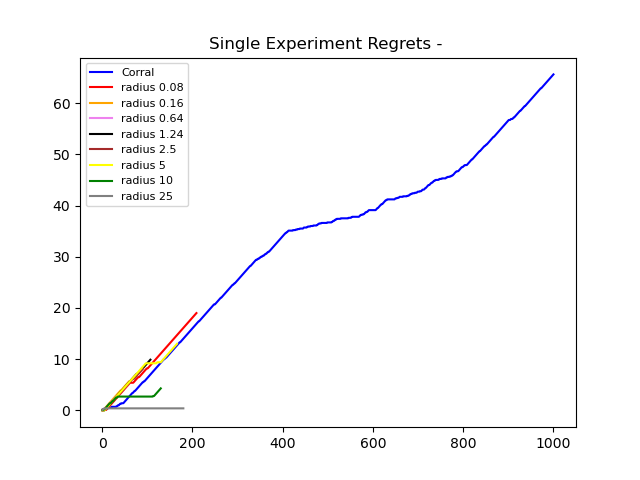 Single Experiment Regrets -
Corral
radius 0.08
radius 0.16
radius 0.64
radius 1.24
radius 2.5
radius 5
radius 10
radius 25
60
50
40
30
20
10
0
0 200 400 600 800 1000